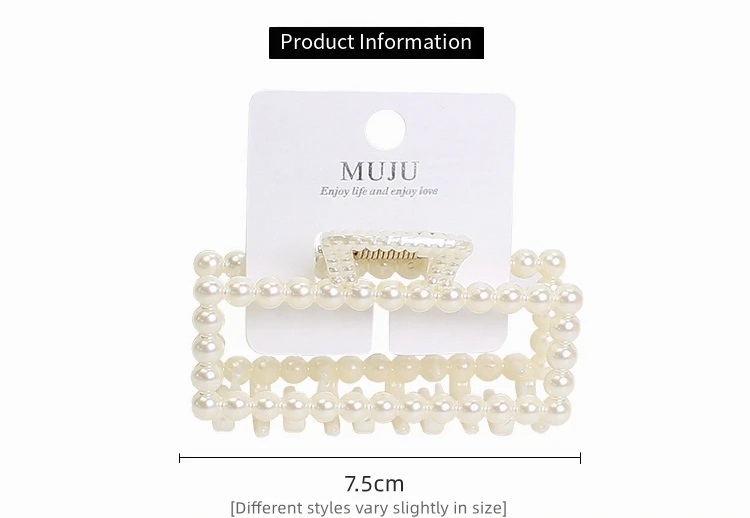 Product Information
MUJU
Enjoy life and enjoy love
7.5cm
[Different styles vary slightly in size]